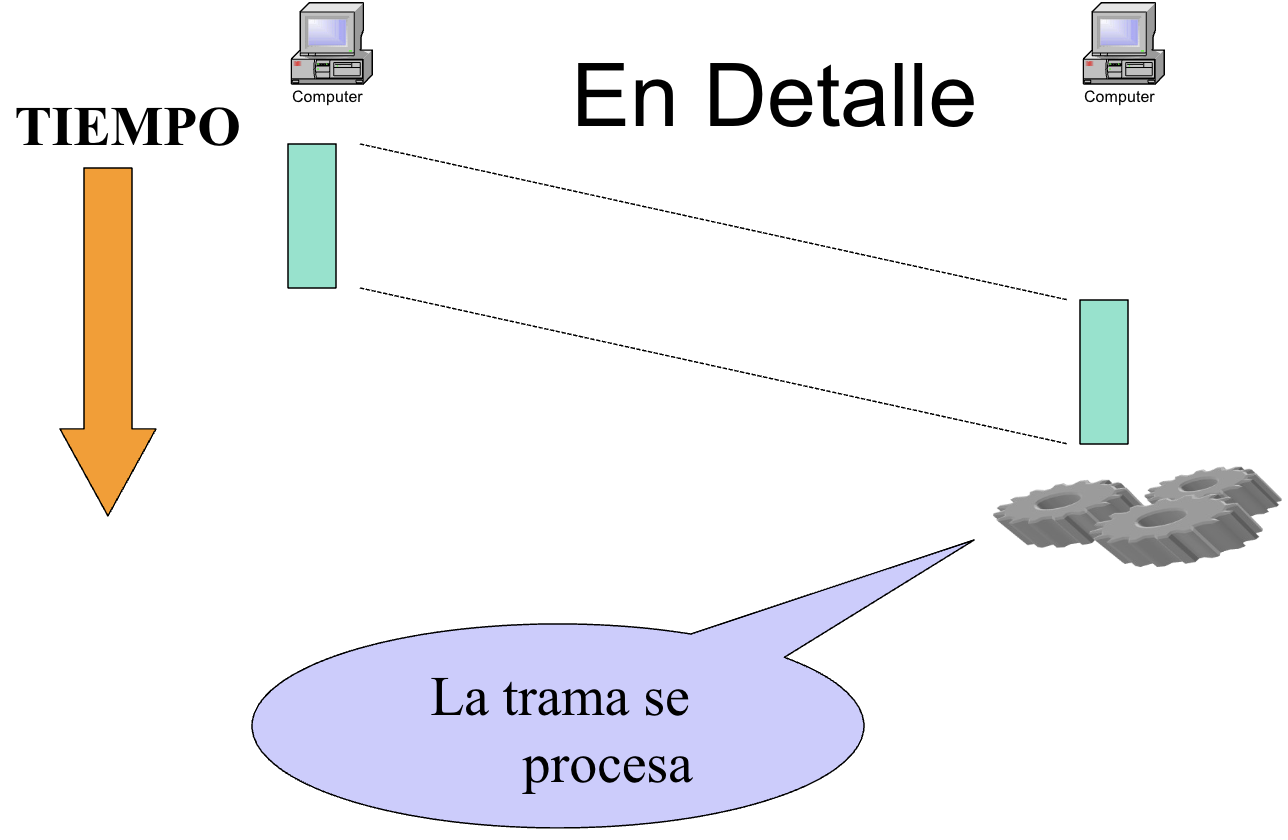 Computer
En Detalle
Computer
TIEMPO
La trama se
procesa